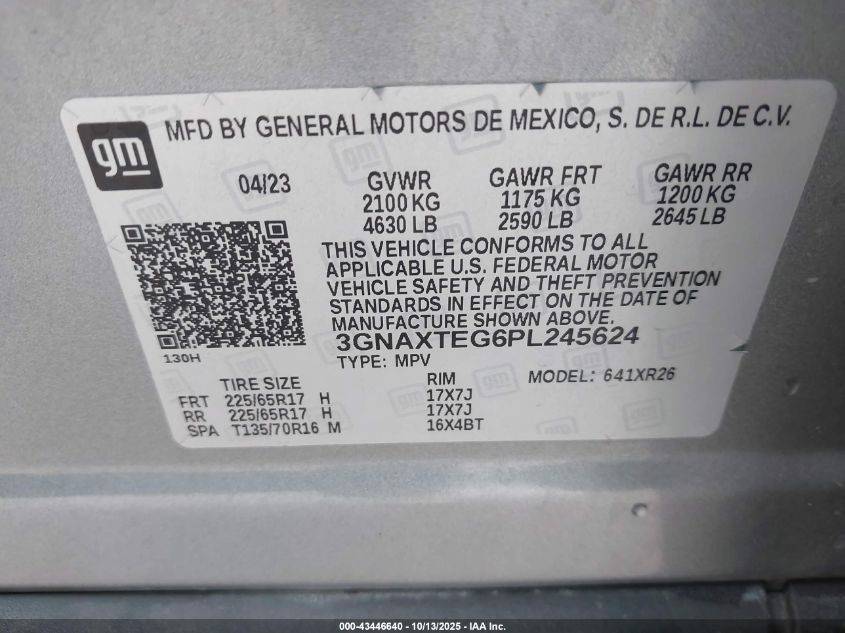 gm
MFD BY GENERAL MOTORS DE MEXICO, S. DE R.L. DE C.V.
04/23 GVWR GAWR FRT GAWR RR
2100 KG 1175 KG 1200 KG
4630 LB 2590 LB 2645 LB
THIS VEHICLE CONFORMS TO ALL
APPLICABLE U.S. FEDERAL MOTOR
VEHICLE SAFETY AND THEFT PREVENTION
STANDARDS IN EFFECT ON THE DATE OF
MANUFACTURE SHOWN ABOVE.
3GNAXTEG6PL245624
130H
TYPE: MPV
TIRE SIZE RIM MODEL: 641XR26
FRT 225/65R17 H 17X7J
RR 225/65R17 H 17X7J
SPA T135/70R16 M 16X4BT
000-43446640 - 10/13/2025 - IAA Inc.